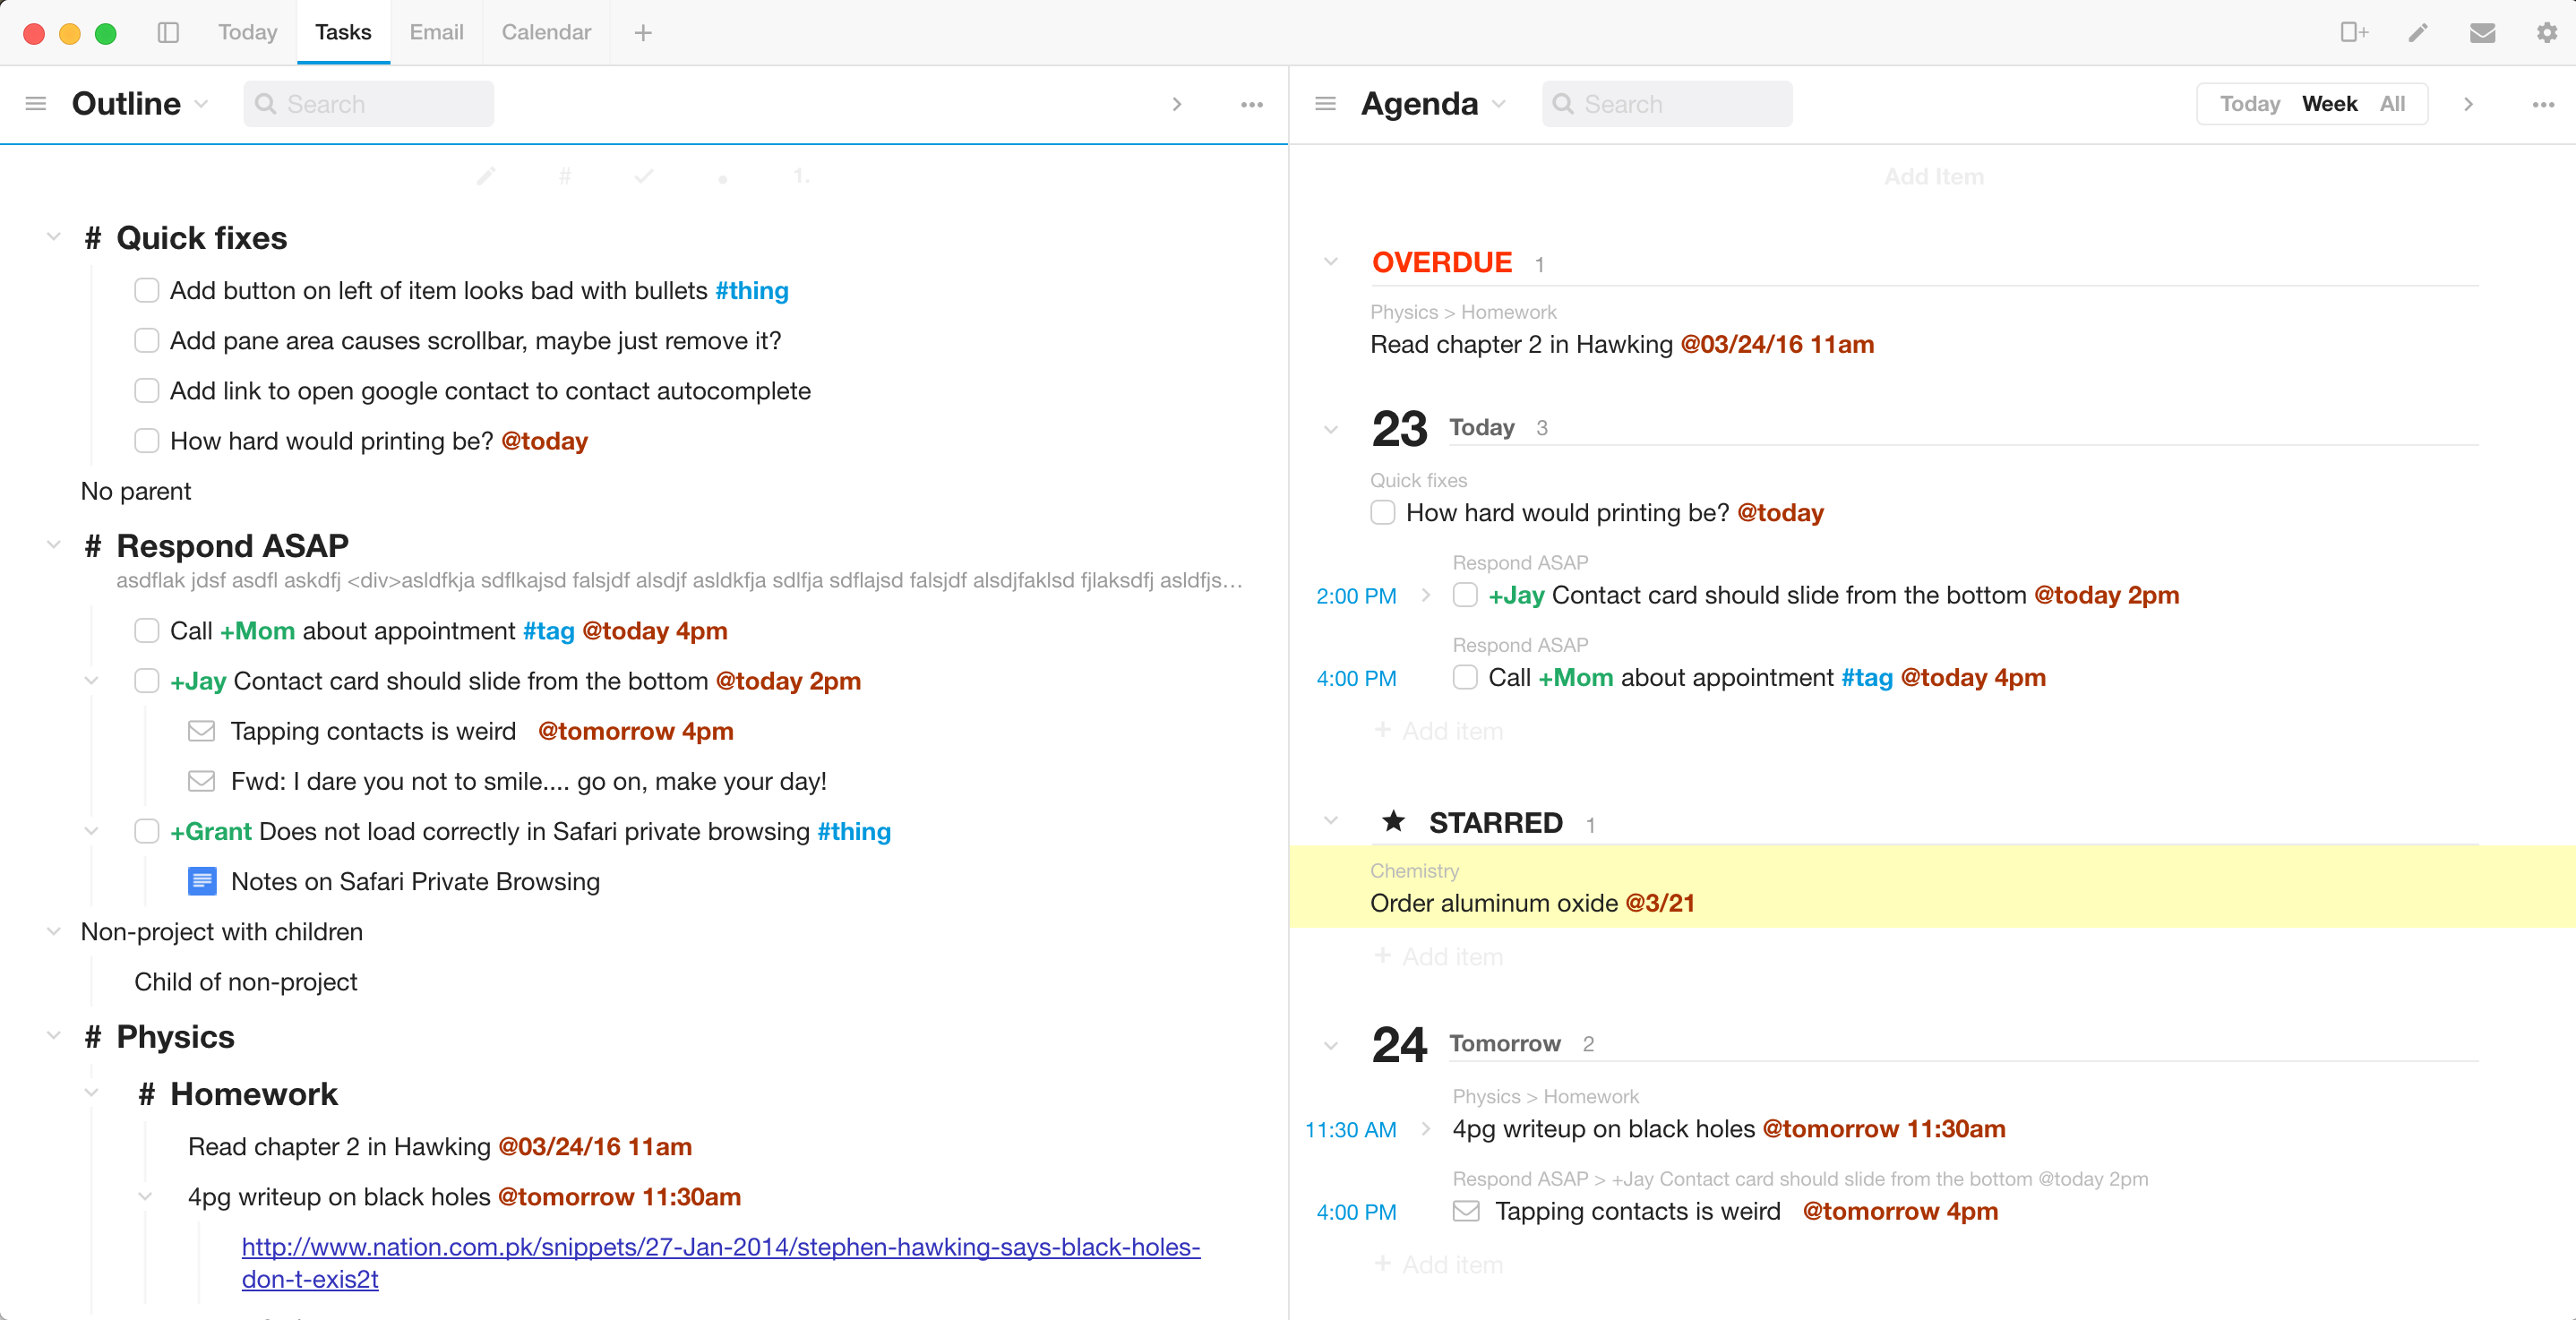 Today Tasks Email Calendar +
Outline Search
# ✓ • 1.
# Quick fixes
Add button on left of item looks bad with bullets #thing
Add pane area causes scrollbar, maybe just remove it?
Add link to open google contact to contact autocomplete
How hard would printing be? @today
No parent
# Respond ASAP
asdflak jdsf asdfl askdfj <div>asldfkja sdflkajsd falsjdf alsdjf asldkfja sdlfja sdflajsd falsjdf alsdjfaklsd fjlaksdfj asldfjs…
Call +Mom about appointment #tag @today 4pm
+Jay Contact card should slide from the bottom @today 2pm
Tapping contacts is weird @tomorrow 4pm
Fwd: I dare you not to smile.... go on, make your day!
+Grant Does not load correctly in Safari private browsing #thing
Notes on Safari Private Browsing
Non-project with children
Child of non-project
# Physics
# Homework
Read chapter 2 in Hawking @03/24/16 11am
4pg writeup on black holes @tomorrow 11:30am
http://www.nation.com.pk/snippets/27-Jan-2014/stephen-hawking-says-black-holes-
don-t-exis2t
Agenda Search Today Week All
Add Item
OVERDUE 1
Physics > Homework
Read chapter 2 in Hawking @03/24/16 11am
23 Today 3
Quick fixes
How hard would printing be? @today
Respond ASAP
2:00 PM +Jay Contact card should slide from the bottom @today 2pm
Respond ASAP
4:00 PM Call +Mom about appointment #tag @today 4pm
+ Add item
★ STARRED 1
Chemistry
Order aluminum oxide @3/21
+ Add item
24 Tomorrow 2
Physics > Homework
11:30 AM 4pg writeup on black holes @tomorrow 11:30am
Respond ASAP > +Jay Contact card should slide from the bottom @today 2pm
4:00 PM Tapping contacts is weird @tomorrow 4pm
+ Add item